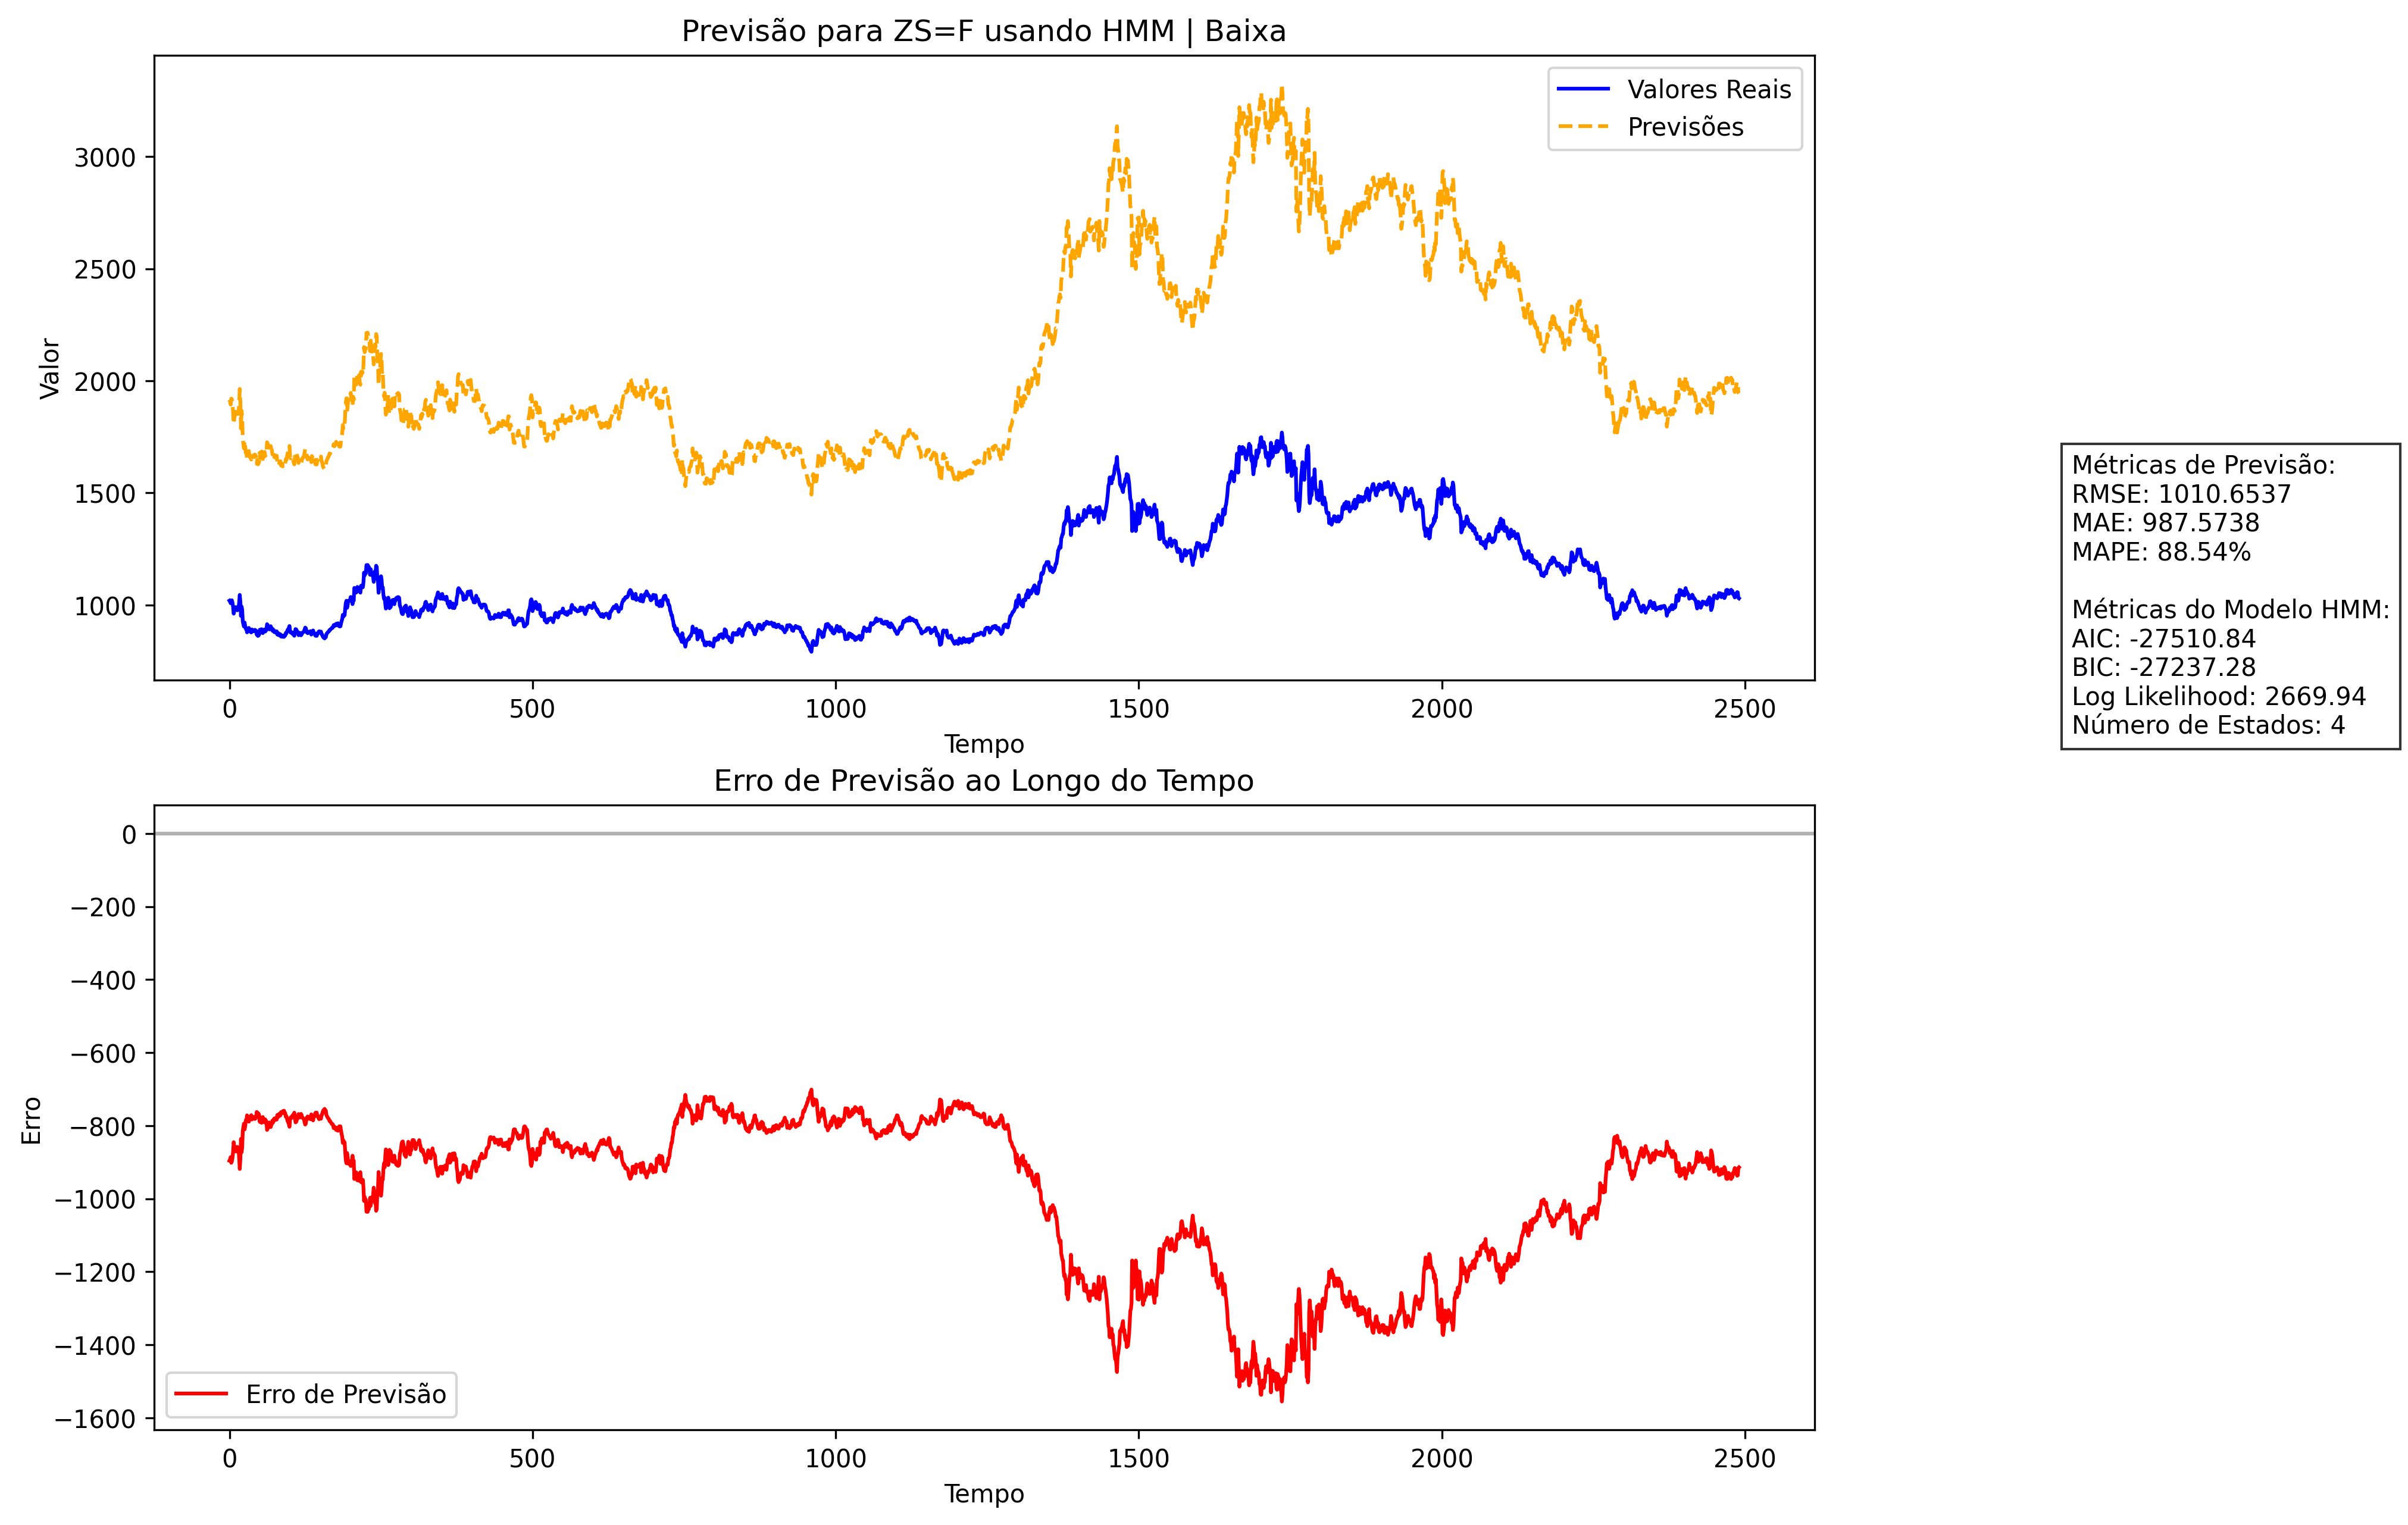 Previsão para ZS=F usando HMM | Baixa
Valor
3000
2500
2000
1500
1000
Valores Reais
Previsões
0
500
1000
1500
2000
2500
Tempo
Métricas de Previsão:
RMSE: 1010.6537
MAE: 987.5738
MAPE: 88.54%
Métricas do Modelo HMM:
AIC: -27510.84
BIC: -27237.28
Log Likelihood: 2669.94
Número de Estados: 4
Erro de Previsão ao Longo do Tempo
Erro
0
−200
−400
−600
−800
−1000
−1200
−1400
−1600
Erro de Previsão
0
500
1000
1500
2000
2500
Tempo